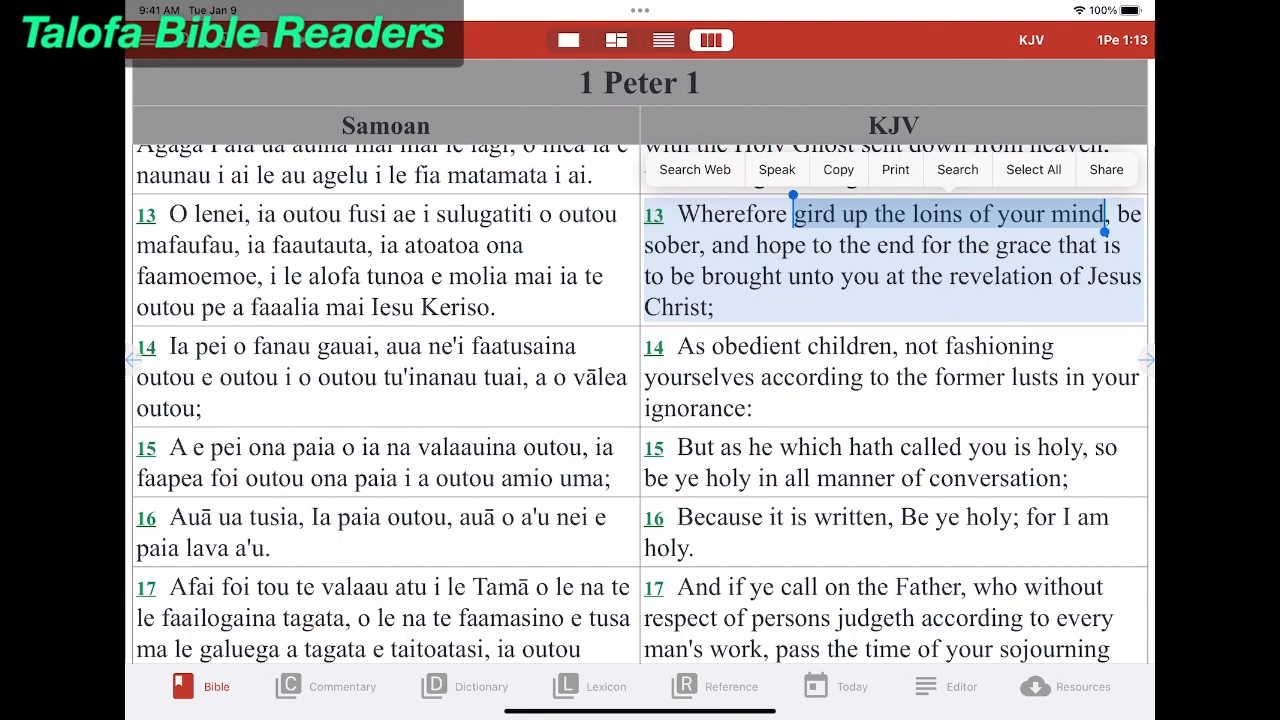 9:41 AM Tue Jan 9
100%
Talofa Bible Readers
KJV
1Pe 1:13
1 Peter 1
Samoan
KJV
naunau i ai le au agelu i le fia matamata i ai.
with the Holy Ghost sent down from heaven,
Search Web
Speak
Copy
Print
Search
Select All
Share
13 O lenei, ia outou fusi ae i sulugatiti o outou
mafaufau, ia faautauta, ia atoatoa ona
faamoemoe, i le alofa tunoa e molia mai ia te
outou pe a faaalia mai Iesu Keriso.
13 Wherefore gird up the loins of your mind, be
sober, and hope to the end for the grace that is
to be brought unto you at the revelation of Jesus
Christ;
14 Ia pei o fanau gauai, aua ne'i faatusaina
outou e outou i o outou tu'inanau tuai, a o vālea
outou;
14 As obedient children, not fashioning
yourselves according to the former lusts in your
ignorance:
15 A e pei ona paia o ia na valaauina outou, ia
faapea foi outou ona paia i a outou amio uma;
15 But as he which hath called you is holy, so
be ye holy in all manner of conversation;
16 Auā ua tusia, Ia paia outou, auā o a'u nei e
paia lava a'u.
16 Because it is written, Be ye holy; for I am
holy.
17 Afai foi tou te valaau atu i le Tamā o le na te
le faailogaina tagata, o le na te faamasino e tusa
ma le galuega a tagata e taitoatasi, ia outou
17 And if ye call on the Father, who without
respect of persons judgeth according to every
man's work, pass the time of your sojourning
Bible
C Commentary
D Dictionary
L Lexicon
R Reference
Today
Editor
Resources